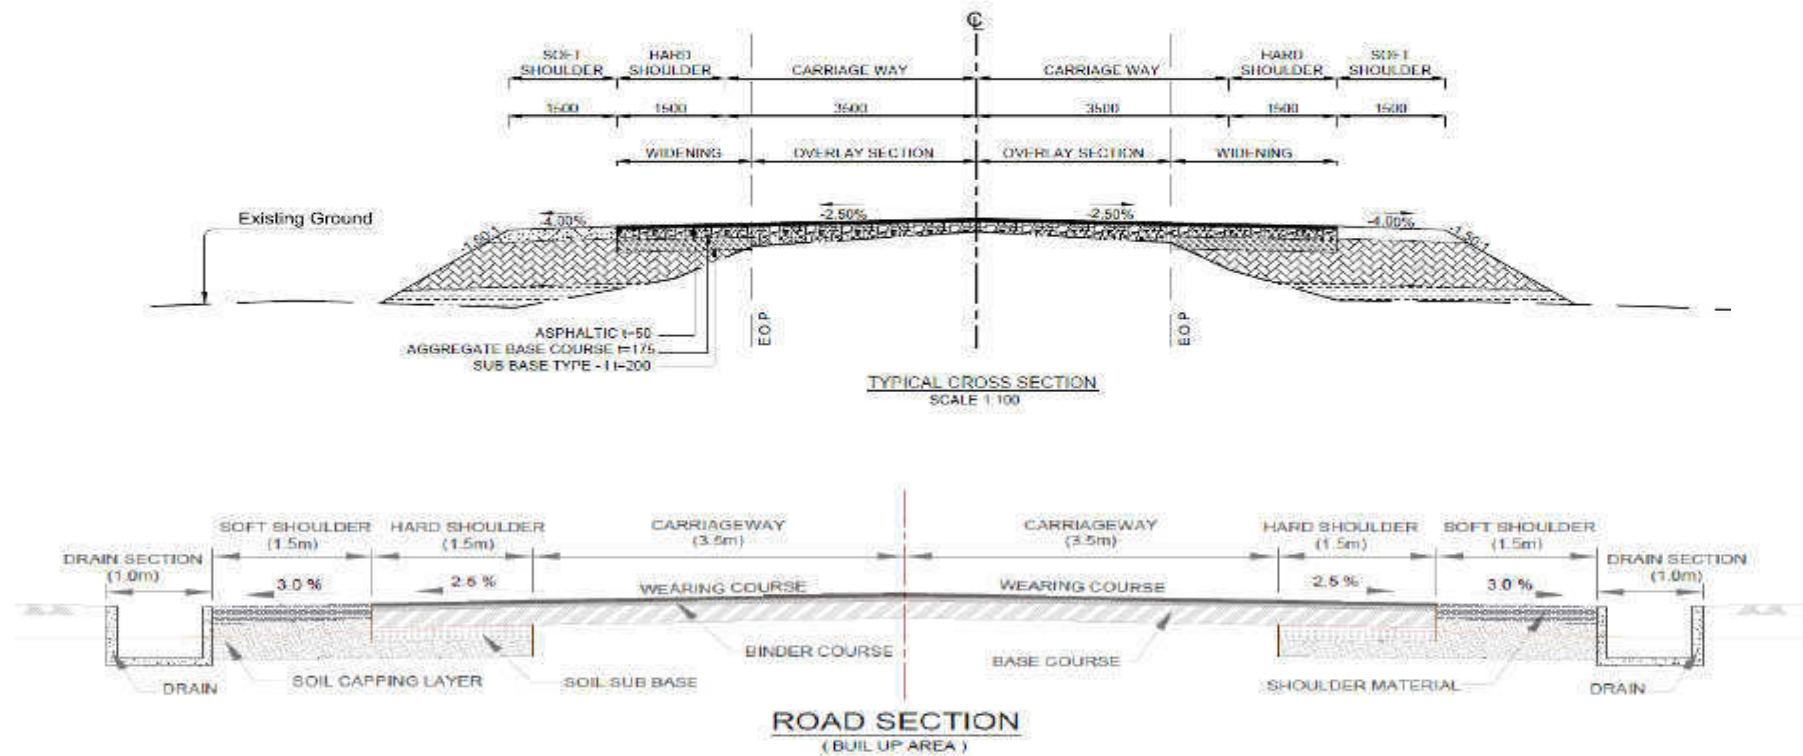 ℄
SOFT SHOULDER
HARD SHOULDER
CARRIAGE WAY
CARRIAGE WAY
HARD SHOULDER
SOFT SHOULDER
1500
1500
3500
3500
1500
1500
WIDENING
OVERLAY SECTION
OVERLAY SECTION
WIDENING
Existing Ground
-1.50:1
-4.00%
-2.50%
-2.50%
-4.00%
-1.50:1
ASPHALTIC t=50
AGGREGATE BASE COURSE t=175
SUB BASE TYPE - I t=200
E.O.P
E.O.P
TYPICAL CROSS SECTION
SCALE 1:100
DRAIN SECTION
(1.0m)
SOFT SHOULDER
(1.5m)
HARD SHOULDER
(1.5m)
CARRIAGEWAY
(3.5m)
CARRIAGEWAY
(3.5m)
HARD SHOULDER
(1.5m)
SOFT SHOULDER
(1.5m)
DRAIN SECTION
(1.0m)
3.0 %
2.5 %
WEARING COURSE
WEARING COURSE
2.5 %
3.0 %
DRAIN
SOIL CAPPING LAYER
SOIL SUB BASE
BINDER COURSE
BASE COURSE
SHOULDER MATERIAL
DRAIN
ROAD SECTION
( BUIL UP AREA )